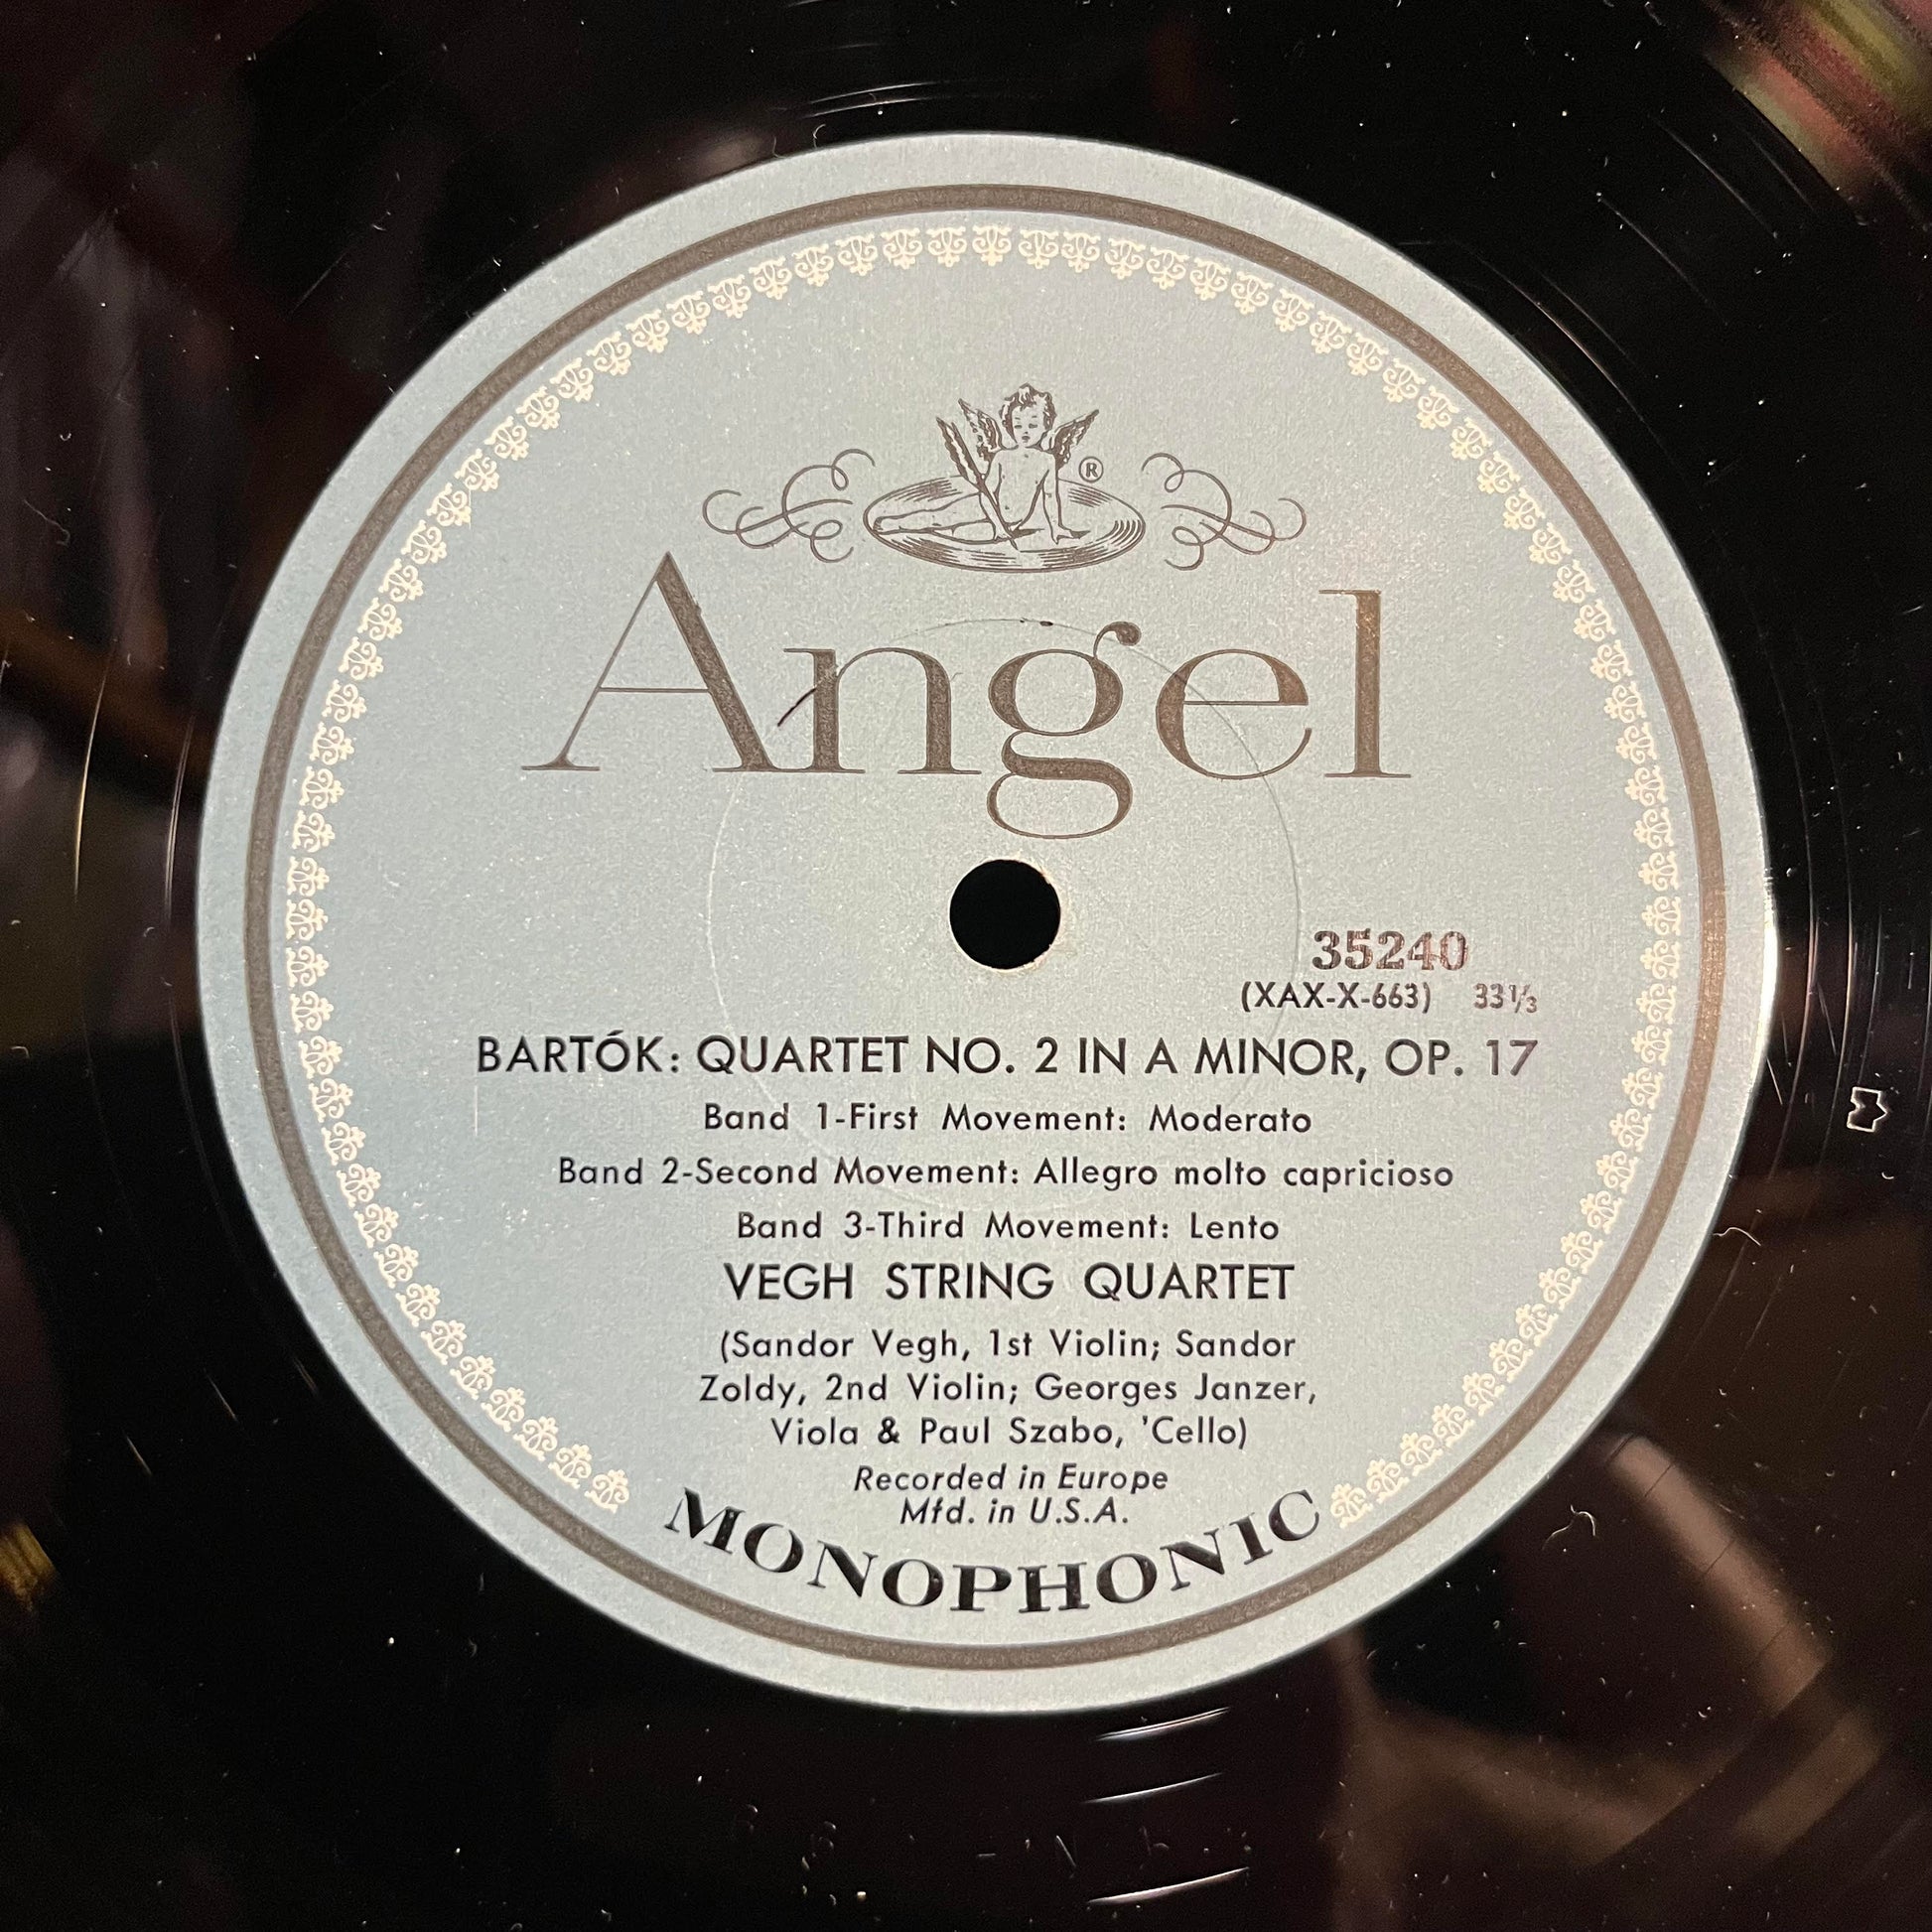 ®
Angel
35240
(XAX-X-663) 33⅓
BARTÓK: QUARTET NO. 2 IN A MINOR, OP. 17
Band 1-First Movement: Moderato
Band 2-Second Movement: Allegro molto capricioso
Band 3-Third Movement: Lento
VEGH STRING QUARTET
(Sandor Vegh, 1st Violin; Sandor
Zoldy, 2nd Violin; Georges Janzer,
Viola & Paul Szabo, 'Cello)
Recorded in Europe
Mfd. in U.S.A.
MONOPHONIC